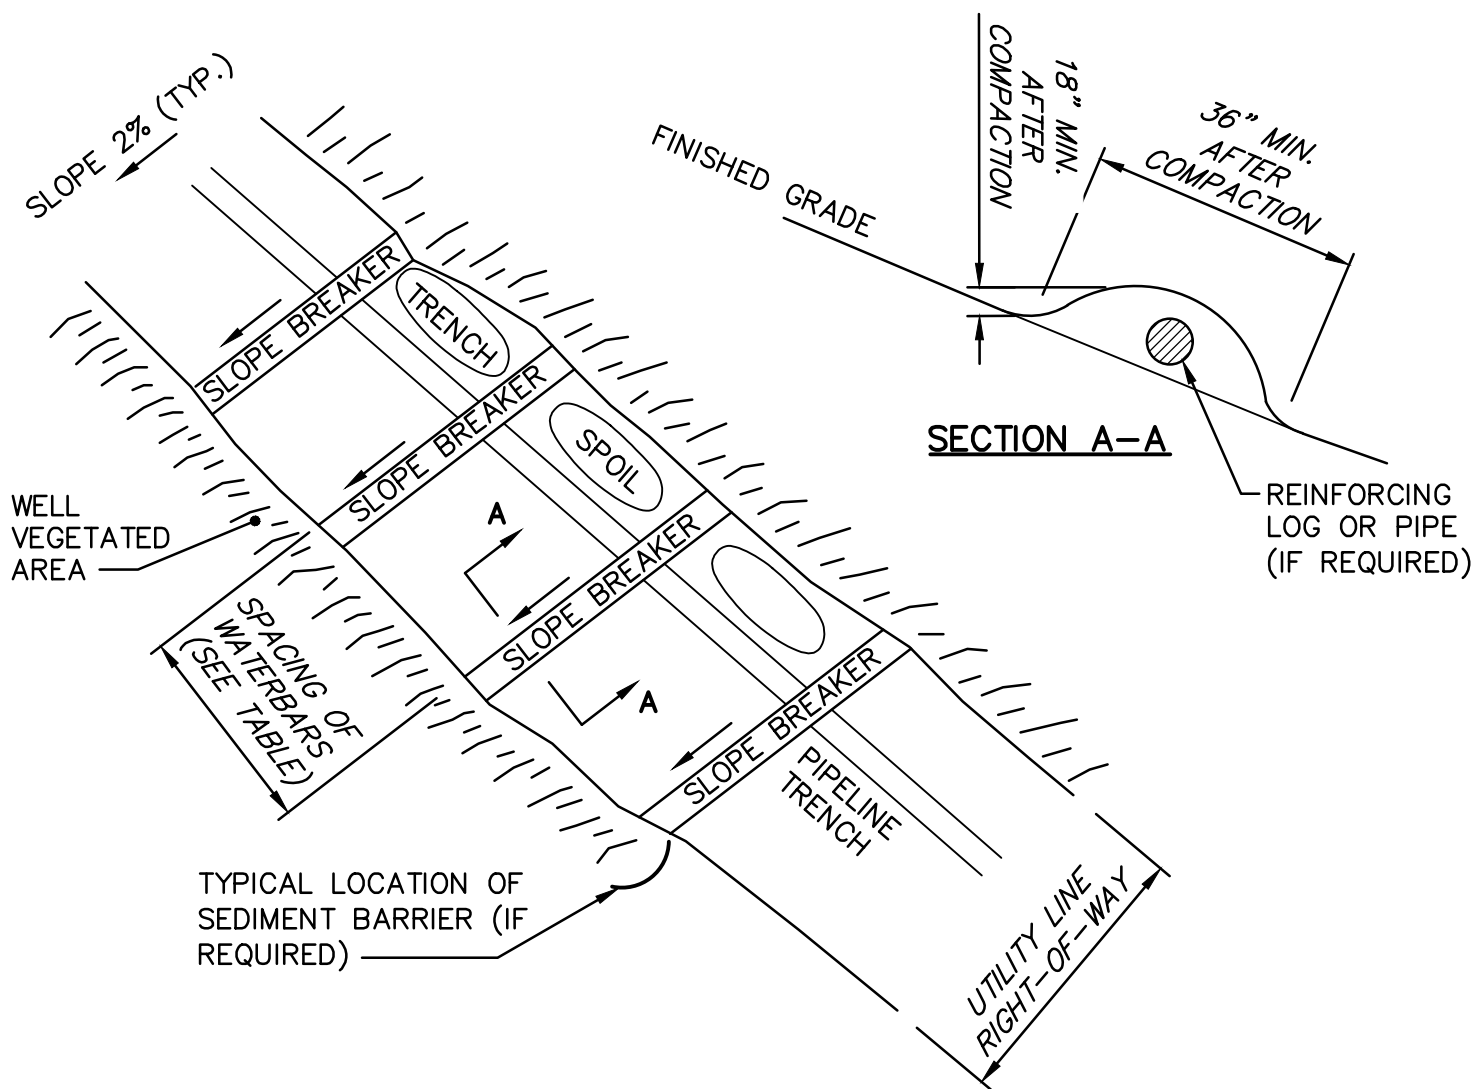 SLOPE 2% (TYP.)
FINISHED GRADE
18" MIN.
AFTER
COMPACTION
36" MIN.
AFTER
COMPACTION
SECTION A-A
REINFORCING
LOG OR PIPE
(IF REQUIRED)
SLOPE BREAKER
TRENCH
SLOPE BREAKER
SPOIL
SLOPE BREAKER
SLOPE BREAKER
A
A
WELL
VEGETATED
AREA
SPACING OF
WATERBARS
(SEE TABLE)
PIPELINE
TRENCH
TYPICAL LOCATION OF
SEDIMENT BARRIER (IF
REQUIRED)
UTILITY LINE
RIGHT-OF-WAY